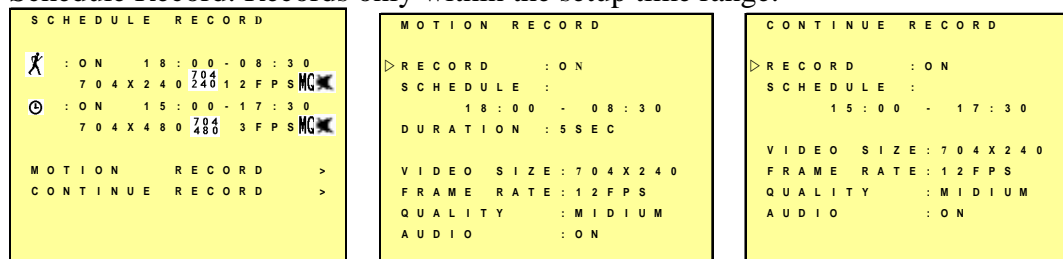 Schedule Record: Records only within the setup time range.
SCHEDULE RECORD
: ON 18:00-08:30
704X240 704 240 12FPS MQ
: ON 15:00-17:30
704X480 704 480 3FPS MQ
MOTION RECORD >
CONTINUE RECORD >
MOTION RECORD
▷RECORD : ON
SCHEDULE :
18:00 - 08:30
DURATION : 5SEC
VIDEO SIZE: 704X240
FRAME RATE: 12FPS
QUALITY : MIDIUM
AUDIO : ON
CONTINUE RECORD
▷RECORD : ON
SCHEDULE :
15:00 - 17:30
VIDEO SIZE: 704X240
FRAME RATE: 12FPS
QUALITY : MIDIUM
AUDIO : ON